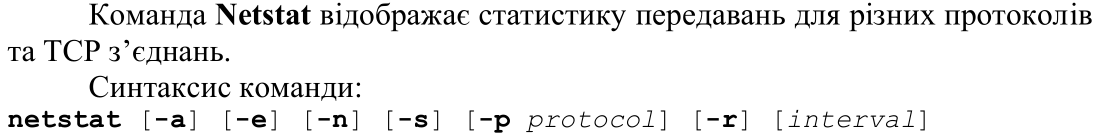 Команда Netstat відображає статистику передавань для різних протоколів
та TCP з’єднань.
Синтаксис команди:
netstat [-a] [-e] [-n] [-s] [-p protocol] [-r] [interval]